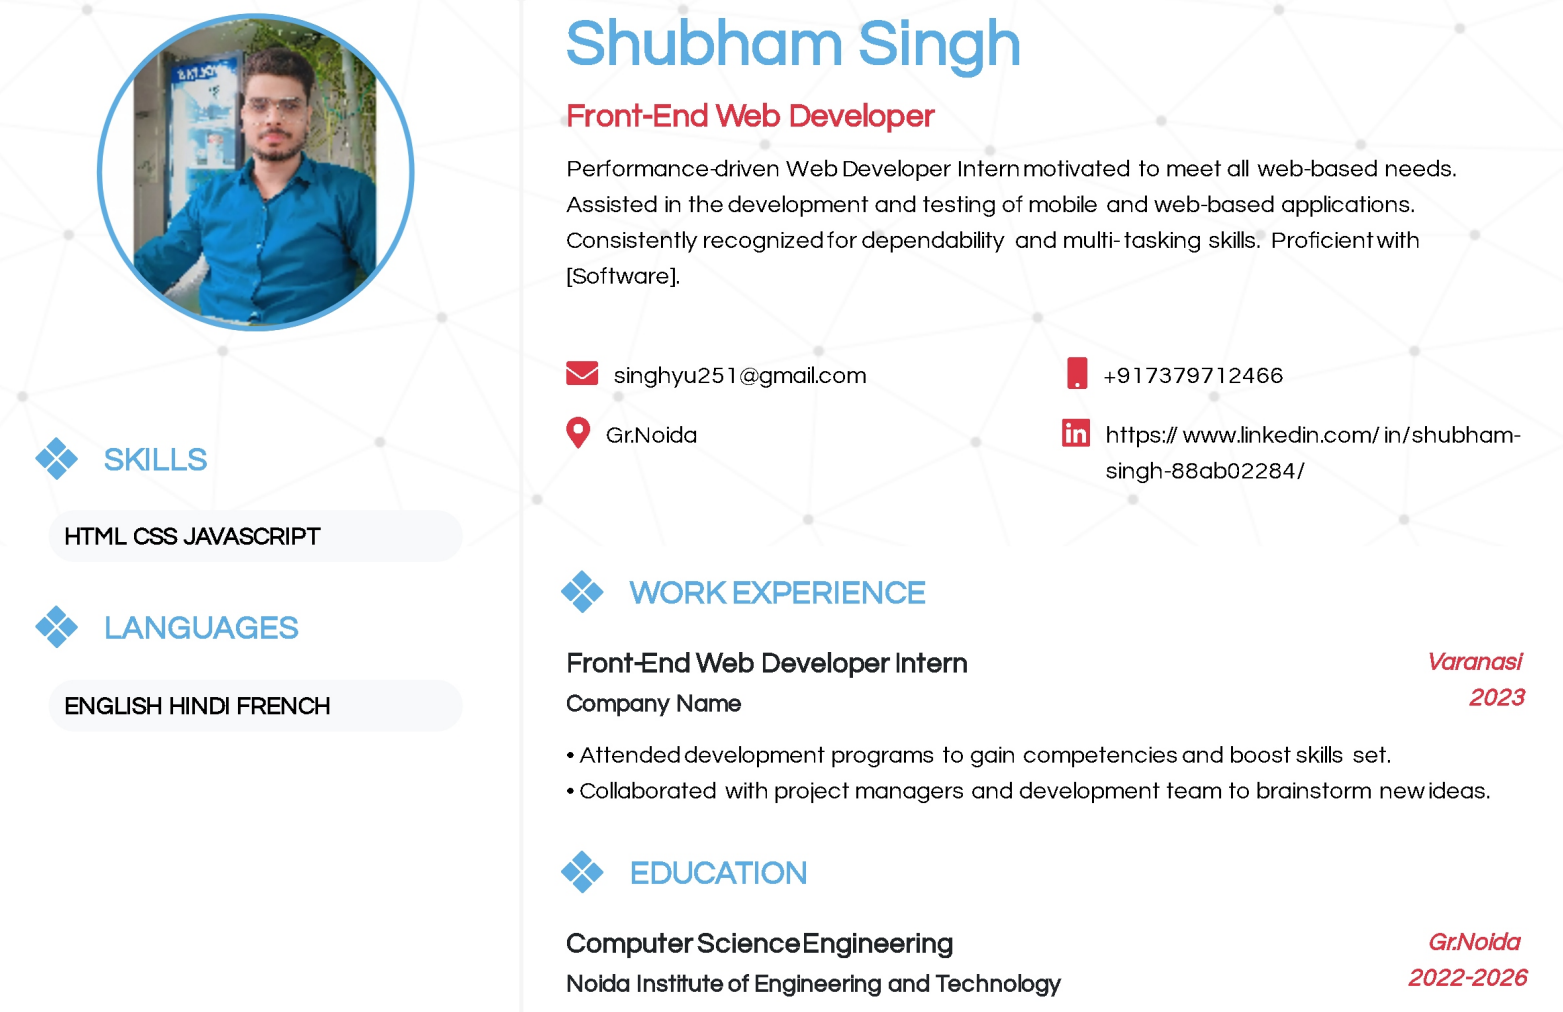 Shubham Singh
Front-End Web Developer
Performance-driven Web Developer Intern motivated to meet all web-based needs.
Assisted in the development and testing of mobile and web-based applications.
Consistently recognized for dependability and multi-tasking skills. Proficient with
[Software].
singhyu251@gmail.com
+917379712466
Gr.Noida
https://www.linkedin.com/in/shubham-
singh-88ab02284/
SKILLS
HTML CSS JAVASCRIPT
LANGUAGES
ENGLISH HINDI FRENCH
WORK EXPERIENCE
Front-End Web Developer Intern
Varanasi
Company Name
2023
• Attended development programs to gain competencies and boost skills set.
• Collaborated with project managers and development team to brainstorm new ideas.
EDUCATION
Computer Science Engineering
Gr.Noida
Noida Institute of Engineering and Technology
2022-2026